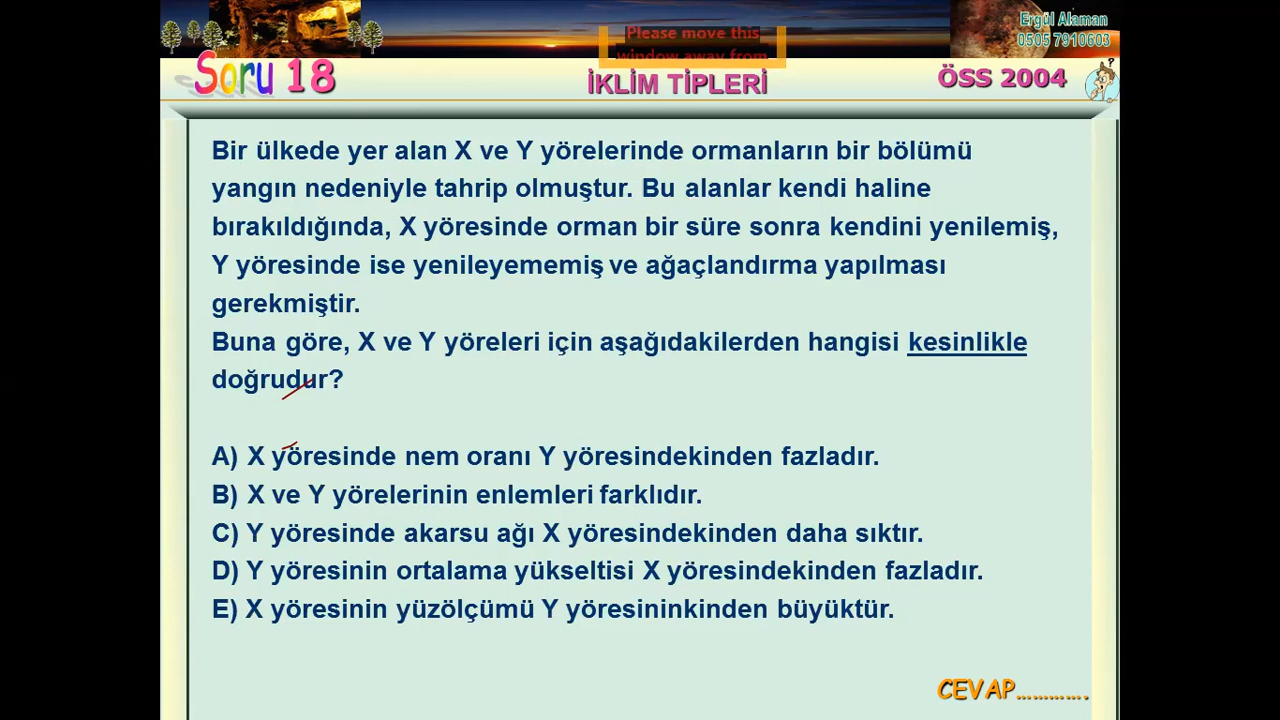 Please move this
window away from
Ergül Alaman
0505 7910603
Soru 18
İKLİM TİPLERİ
ÖSS 2004
Bir ülkede yer alan X ve Y yörelerinde ormanların bir bölümü
yangın nedeniyle tahrip olmuştur. Bu alanlar kendi haline
bırakıldığında, X yöresinde orman bir süre sonra kendini yenilemiş,
Y yöresinde ise yenileyememiş ve ağaçlandırma yapılması
gerekmiştir.
Buna göre, X ve Y yöreleri için aşağıdakilerden hangisi kesinlikle
doğrudur?
A) X yöresinde nem oranı Y yöresindekinden fazladır.
B) X ve Y yörelerinin enlemleri farklıdır.
C) Y yöresinde akarsu ağı X yöresindekinden daha sıktır.
D) Y yöresinin ortalama yükseltisi X yöresindekinden fazladır.
E) X yöresinin yüzölçümü Y yöresininkinden büyüktür.
CEVAP............